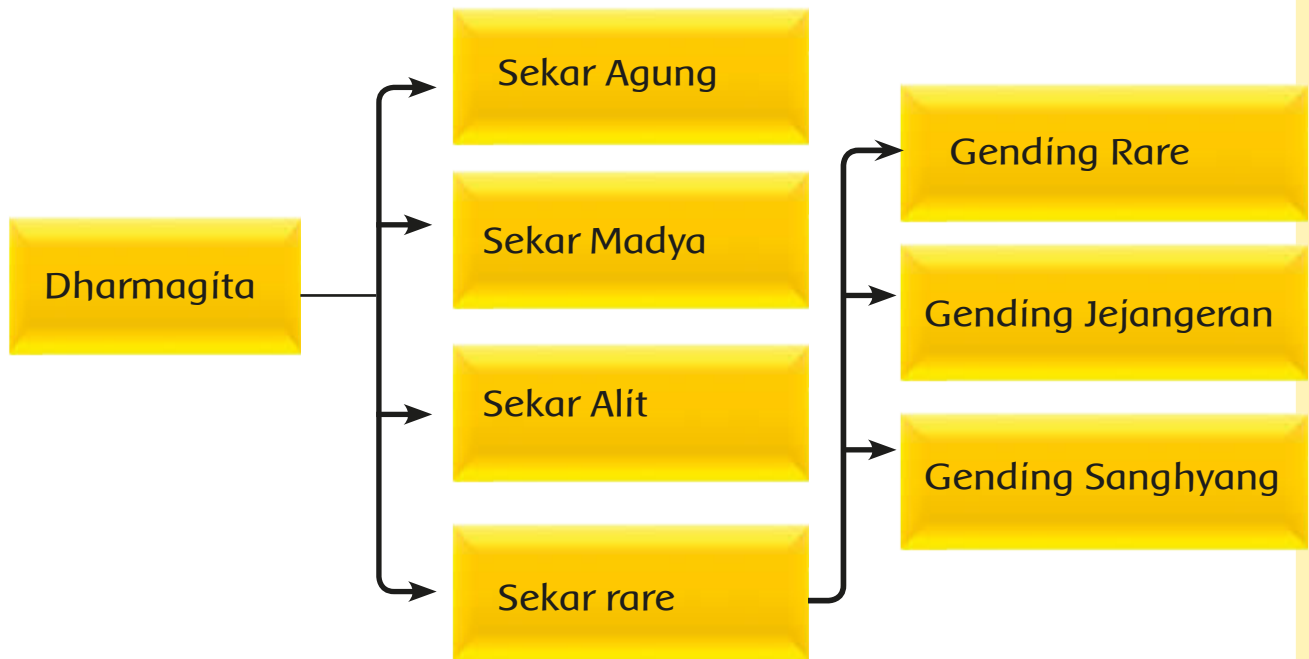 Dharmagita
Sekar Agung
Sekar Madya
Sekar Alit
Sekar rare
Gending Rare
Gending Jejangeran
Gending Sanghyang